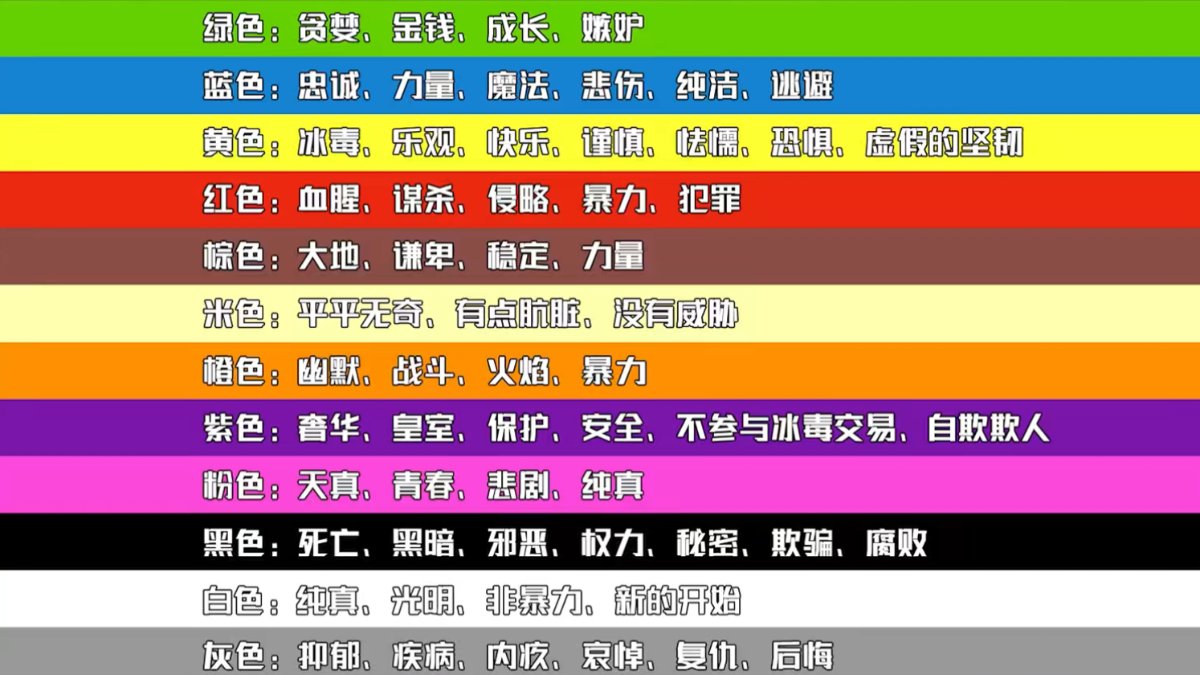 绿色：贪婪、金钱、成长、嫉妒
蓝色：忠诚、力量、魔法、悲伤、纯洁、逃避
黄色：冰毒、乐观、快乐、谨慎、怯懦、恐惧、虚假的坚韧
红色：血腥、谋杀、侵略、暴力、犯罪
棕色：大地、谦卑、稳定、力量
米色：平平无奇、有点肮脏、没有威胁
橙色：幽默、战斗、火焰、暴力
紫色：奢华、皇室、保护、安全、不参与冰毒交易、自欺欺人
粉色：天真、青春、悲剧、纯真
黑色：死亡、黑暗、邪恶、权力、秘密、欺骗、腐败
白色：纯真、光明、非暴力、新的开始
灰色：抑郁、疾病、内疚、哀悼、复仇、后悔